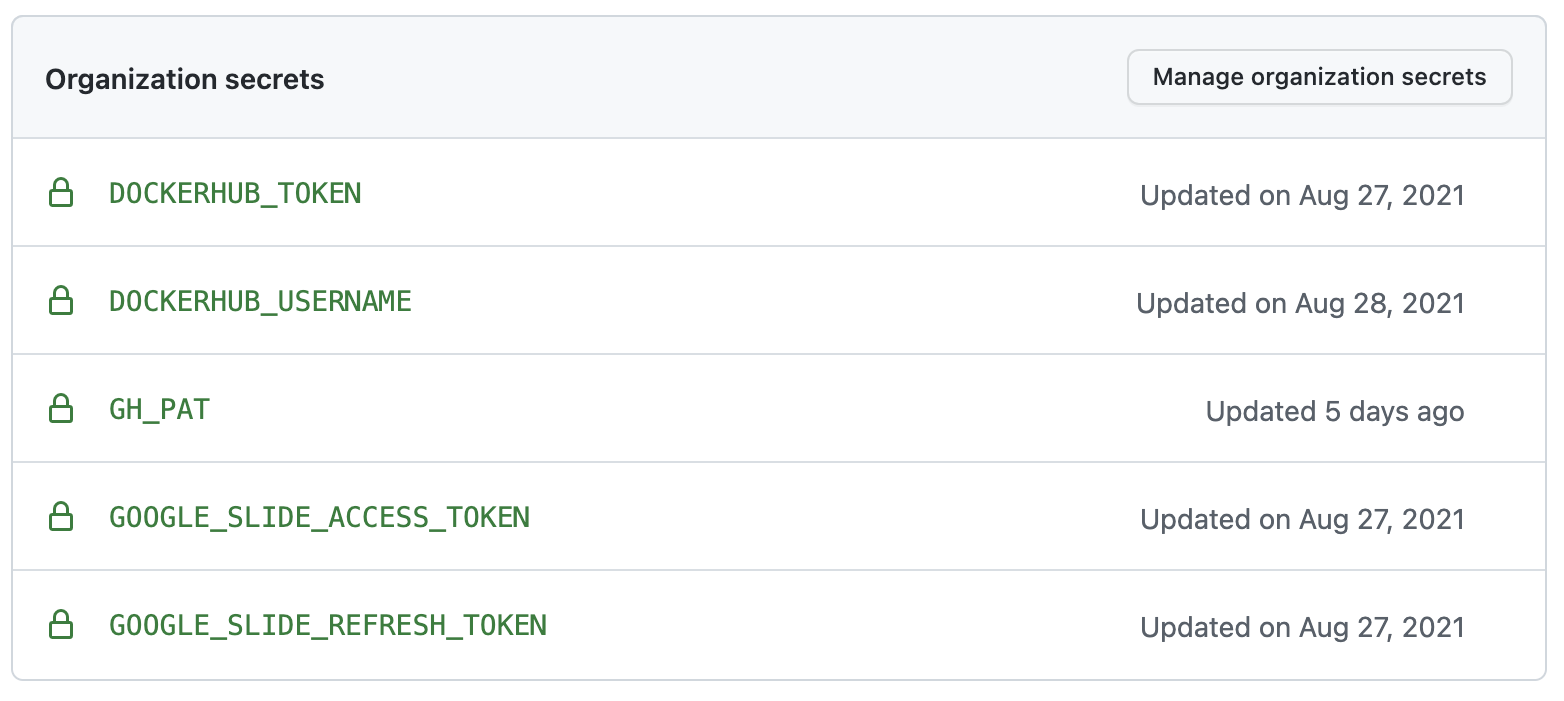 Organization secrets
Manage organization secrets
DOCKERHUB_TOKEN
Updated on Aug 27, 2021
DOCKERHUB_USERNAME
Updated on Aug 28, 2021
GH_PAT
Updated 5 days ago
GOOGLE_SLIDE_ACCESS_TOKEN
Updated on Aug 27, 2021
GOOGLE_SLIDE_REFRESH_TOKEN
Updated on Aug 27, 2021